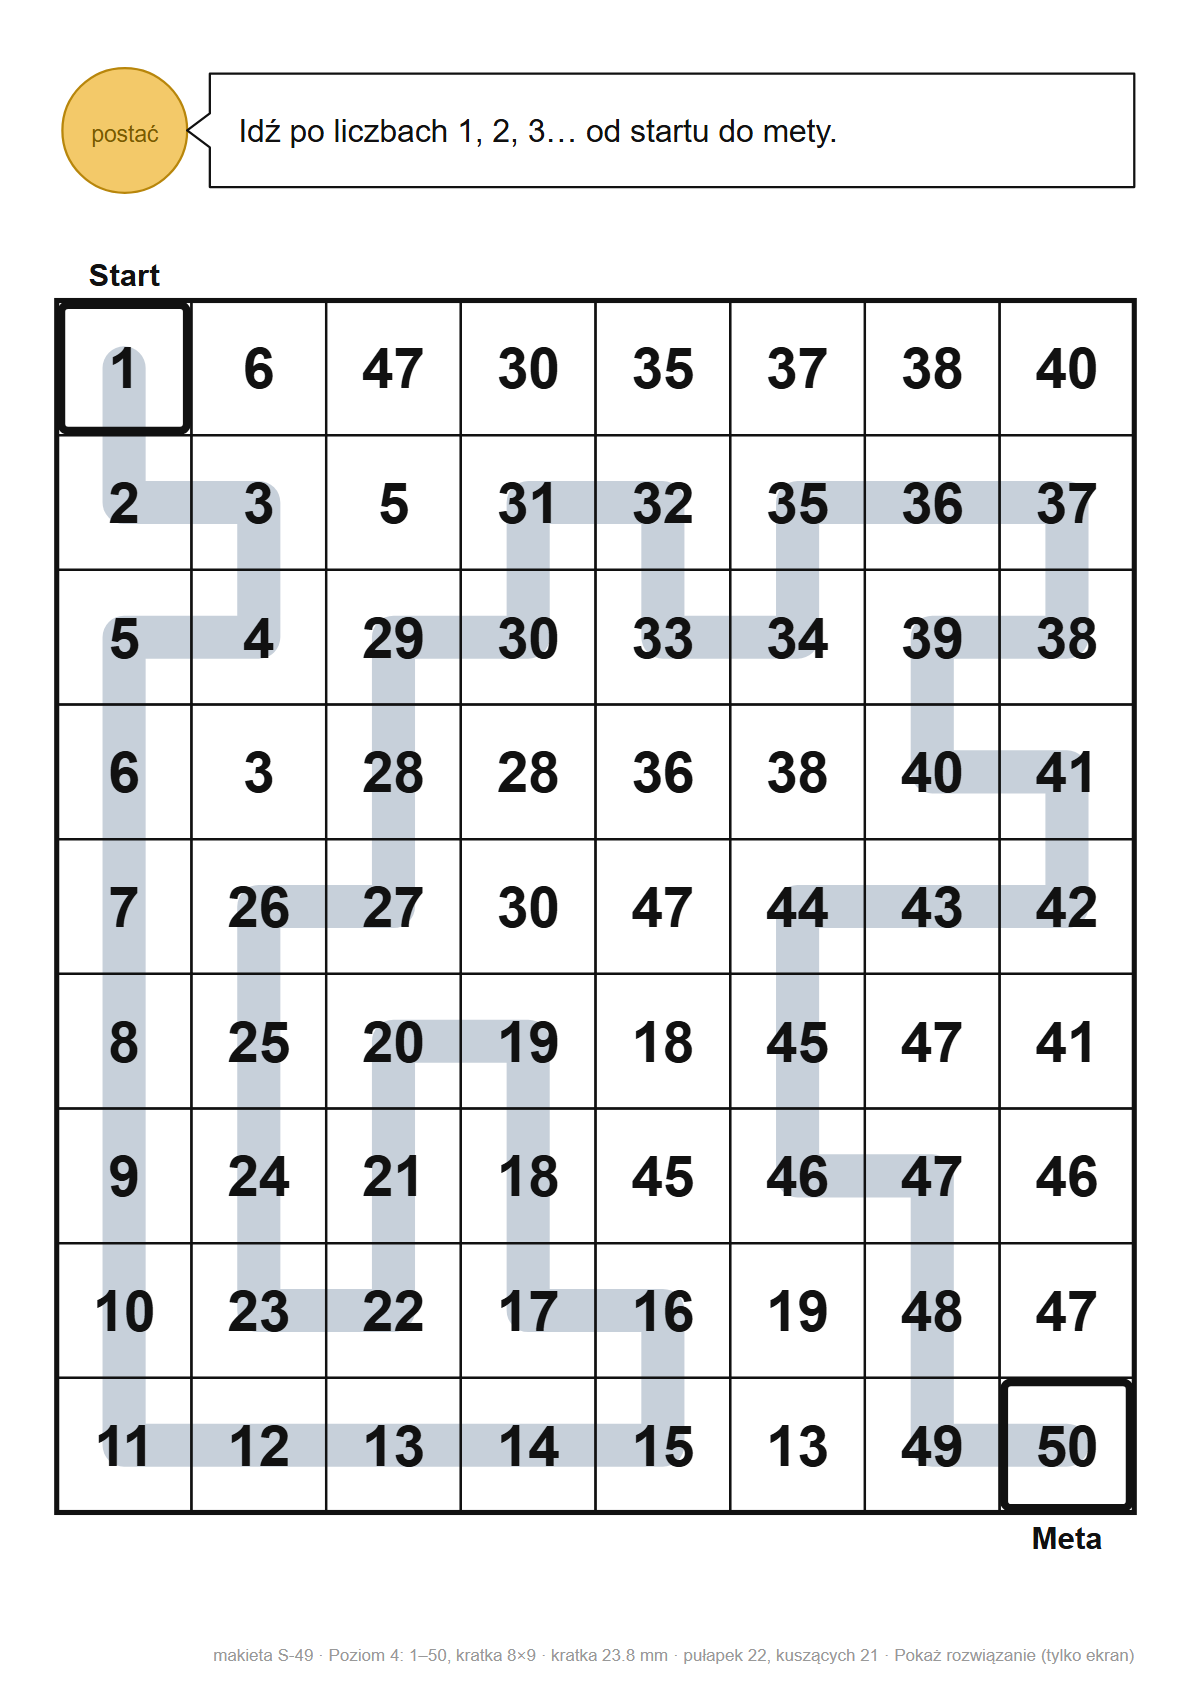 postać
Idź po liczbach 1, 2, 3… od startu do mety.
Start
1 6 47 30 35 37 38 40
2 3 5 31 32 35 36 37
5 4 29 30 33 34 39 38
6 3 28 28 36 38 40 41
7 26 27 30 47 44 43 42
8 25 20 19 18 45 47 41
9 24 21 18 45 46 47 46
10 23 22 17 16 19 48 47
11 12 13 14 15 13 49 50
Meta
makieta S-49 · Poziom 4: 1–50, kratka 8×9 · kratka 23.8 mm · pułapek 22, kuszących 21 · Pokaż rozwiązanie (tylko ekran)